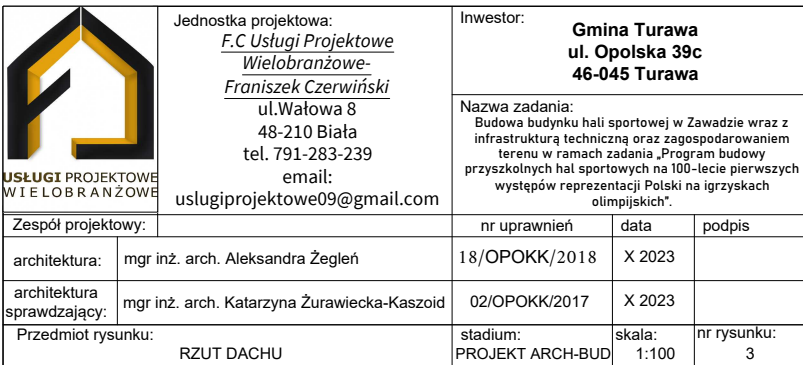 USŁUGI PROJEKTOWE
WIELOBRANŻOWE
Jednostka projektowa:
F.C Usługi Projektowe
Wielobranżowe-
Franiszek Czerwiński
ul.Wałowa 8
48-210 Biała
tel. 791-283-239
email:
uslugiprojektowe09@gmail.com
Inwestor:
Gmina Turawa
ul. Opolska 39c
46-045 Turawa
Nazwa zadania:
Budowa budynku hali sportowej w Zawadzie wraz z
infrastrukturą techniczną oraz zagospodarowaniem
terenu w ramach zadania „Program budowy
przyszkolnych hal sportowych na 100-lecie pierwszych
występów reprezentacji Polski na igrzyskach
olimpijskich”.
Zespół projektowy: nr uprawnień data podpis
architektura: mgr inż. arch. Aleksandra Żegleń 18/OPOKK/2018 X 2023
architektura
sprawdzający: mgr inż. arch. Katarzyna Żurawiecka-Kaszoid 02/OPOKK/2017 X 2023
Przedmiot rysunku: stadium: skala: nr rysunku:
RZUT DACHU PROJEKT ARCH-BUD 1:100 3